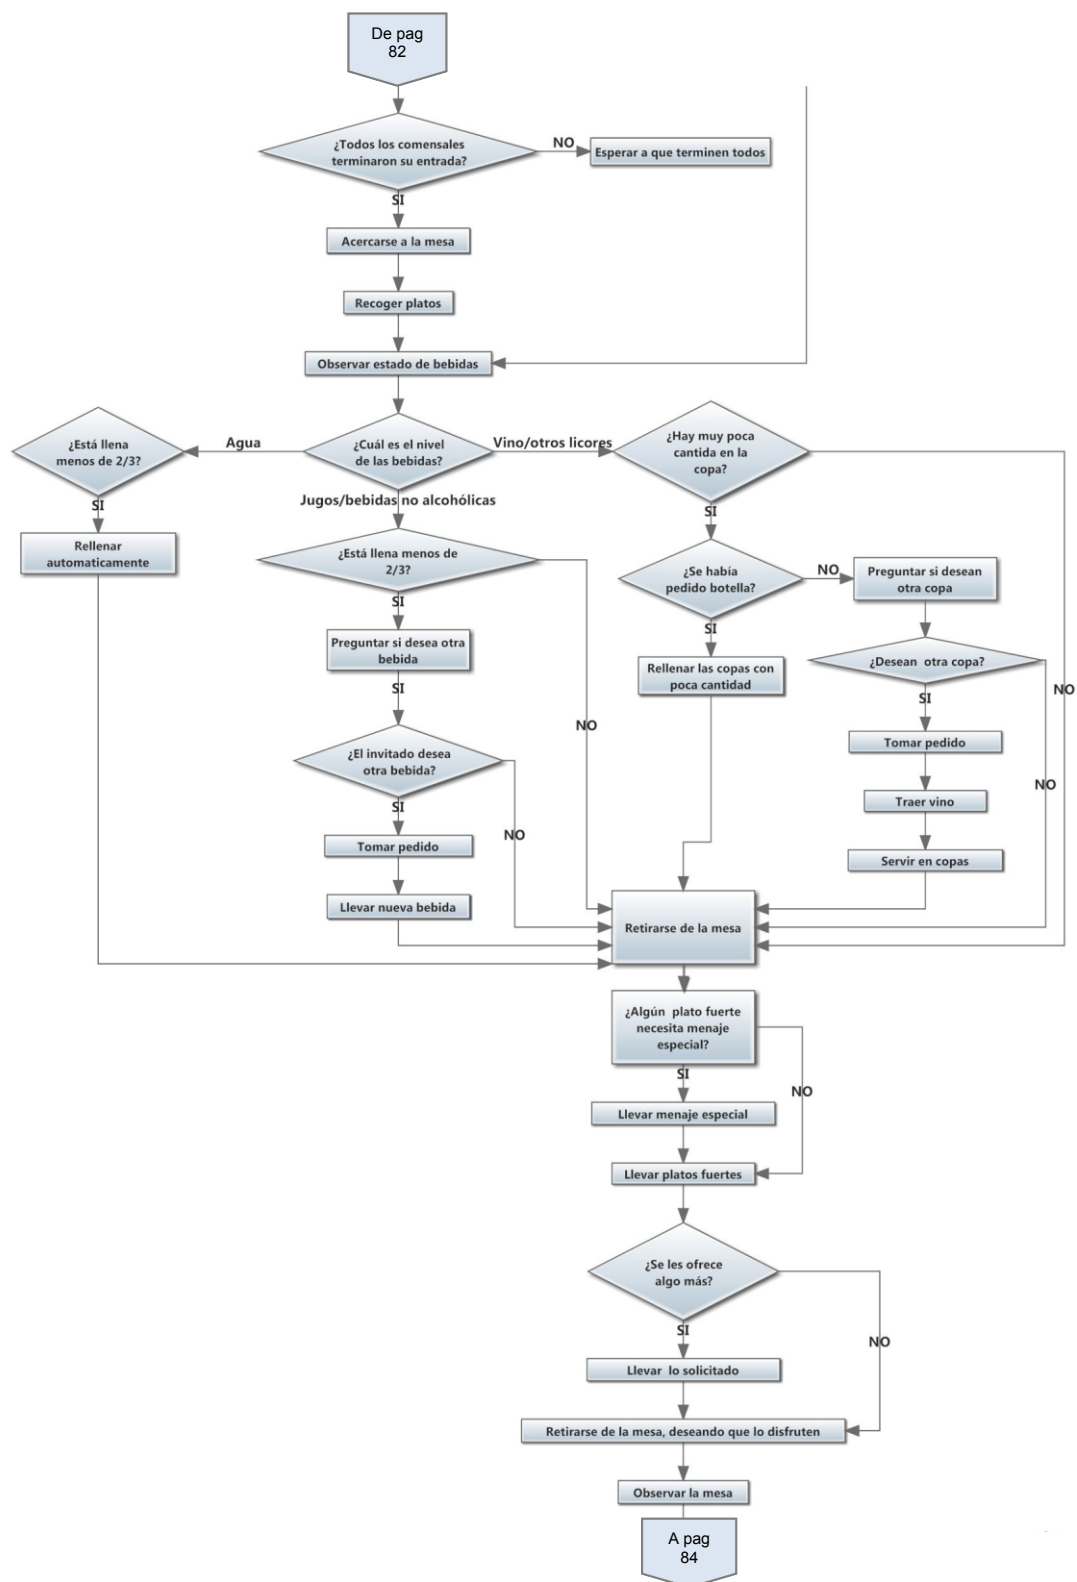 De pag
82
¿Todos los comensales
terminaron su entrada?
NO
Esperar a que terminen todos
SI
Acercarse a la mesa
Recoger platos
Observar estado de bebidas
¿Está llena
menos de 2/3?
Agua
¿Cuál es el nivel
de las bebidas?
Vino/otros licores
¿Hay muy poca
cantida en la
copa?
SI
Rellenar
automaticamente
Jugos/bebidas no alcohólicas
¿Está llena menos de
2/3?
SI
Preguntar si desea otra
bebida
SI
¿El invitado desea
otra bebida?
SI
Tomar pedido
Llevar nueva bebida
NO
NO
SI
¿Se había
pedido botella?
NO
Preguntar si desean
otra copa
SI
Rellenar las copas con
poca cantidad
¿Desean otra copa?
SI
Tomar pedido
Traer vino
Servir en copas
NO
NO
Retirarse de la mesa
¿Algún plato fuerte
necesita menaje
especial?
SI
NO
Llevar menaje especial
Llevar platos fuertes
¿Se les ofrece
algo más?
SI
NO
Llevar lo solicitado
Retirarse de la mesa, deseando que lo disfruten
Observar la mesa
A pag
84